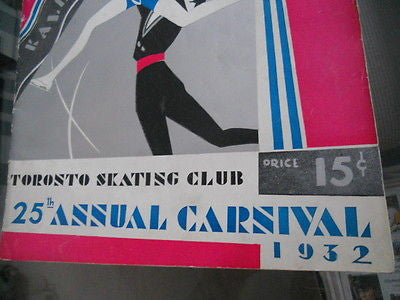 TORONTO SKATING CLUB
PRICE 15¢
25th ANNUAL CARNIVAL
1932